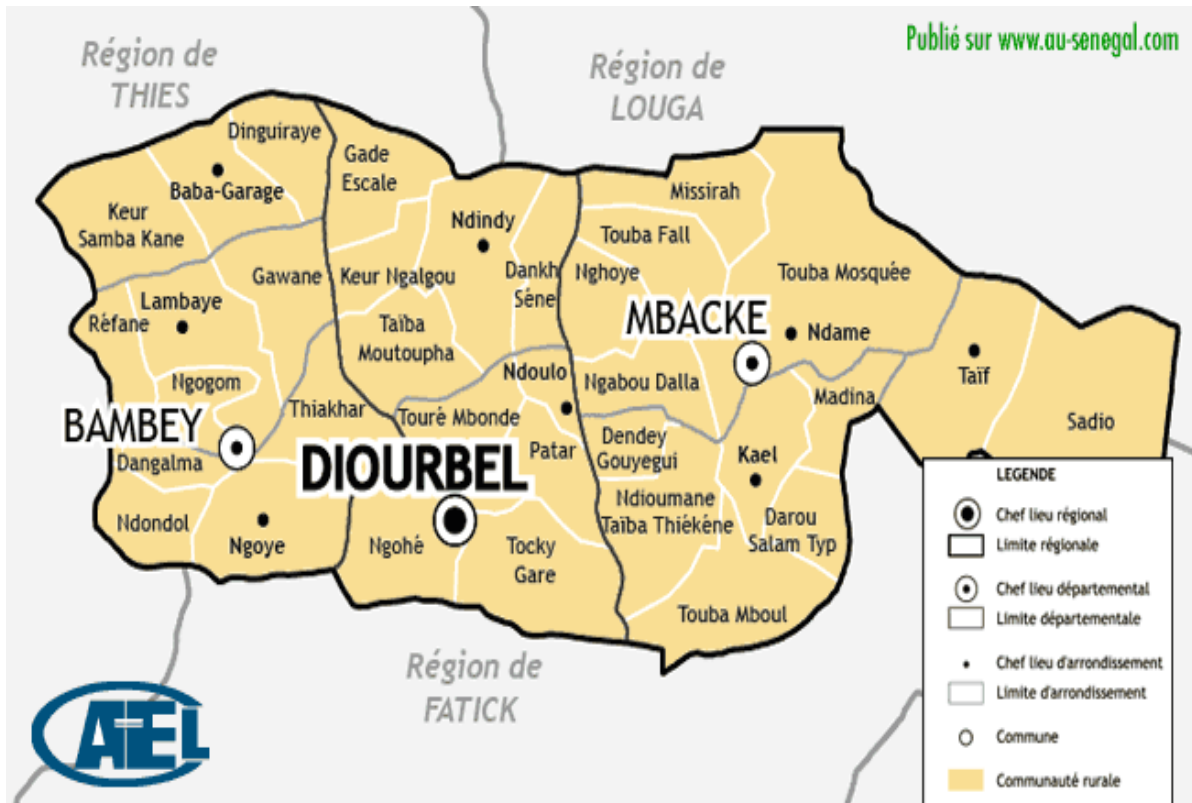 Publié sur www.au-senegal.com
Région de
THIES
Région de
LOUGA
Dinguiraye
Gade
Escale
Baba-Garage
Missirah
Keur
Samba Kane
Ndindy
Touba Fall
Gawane
Keur Ngalgou
Dankh
Séne
Nghoye
Touba Mosquée
Lambaye
Réfane
Taïba
Moutoupha
MBACKE
Ndame
Ngogom
Ndoulo
Ngabou Dalla
Taïf
Madina
Thiakhar
Touré Mbonde
Sadio
BAMBEY
Dangalma
DIOURBEL
Patar
Dendey
Gouyegui
Kael
Ndioumane
Taïba Thiékéne
Darou
Salam Typ
Ndondol
Ngoye
Ngohé
Tocky
Gare
Touba Mboul
Région de
FATICK
AEL
LEGENDE
Chef lieu régional
Limite régionale
Chef lieu départemental
Limite départementale
Chef lieu d'arrondissement
Limite d'arrondissement
Commune
Communauté rurale